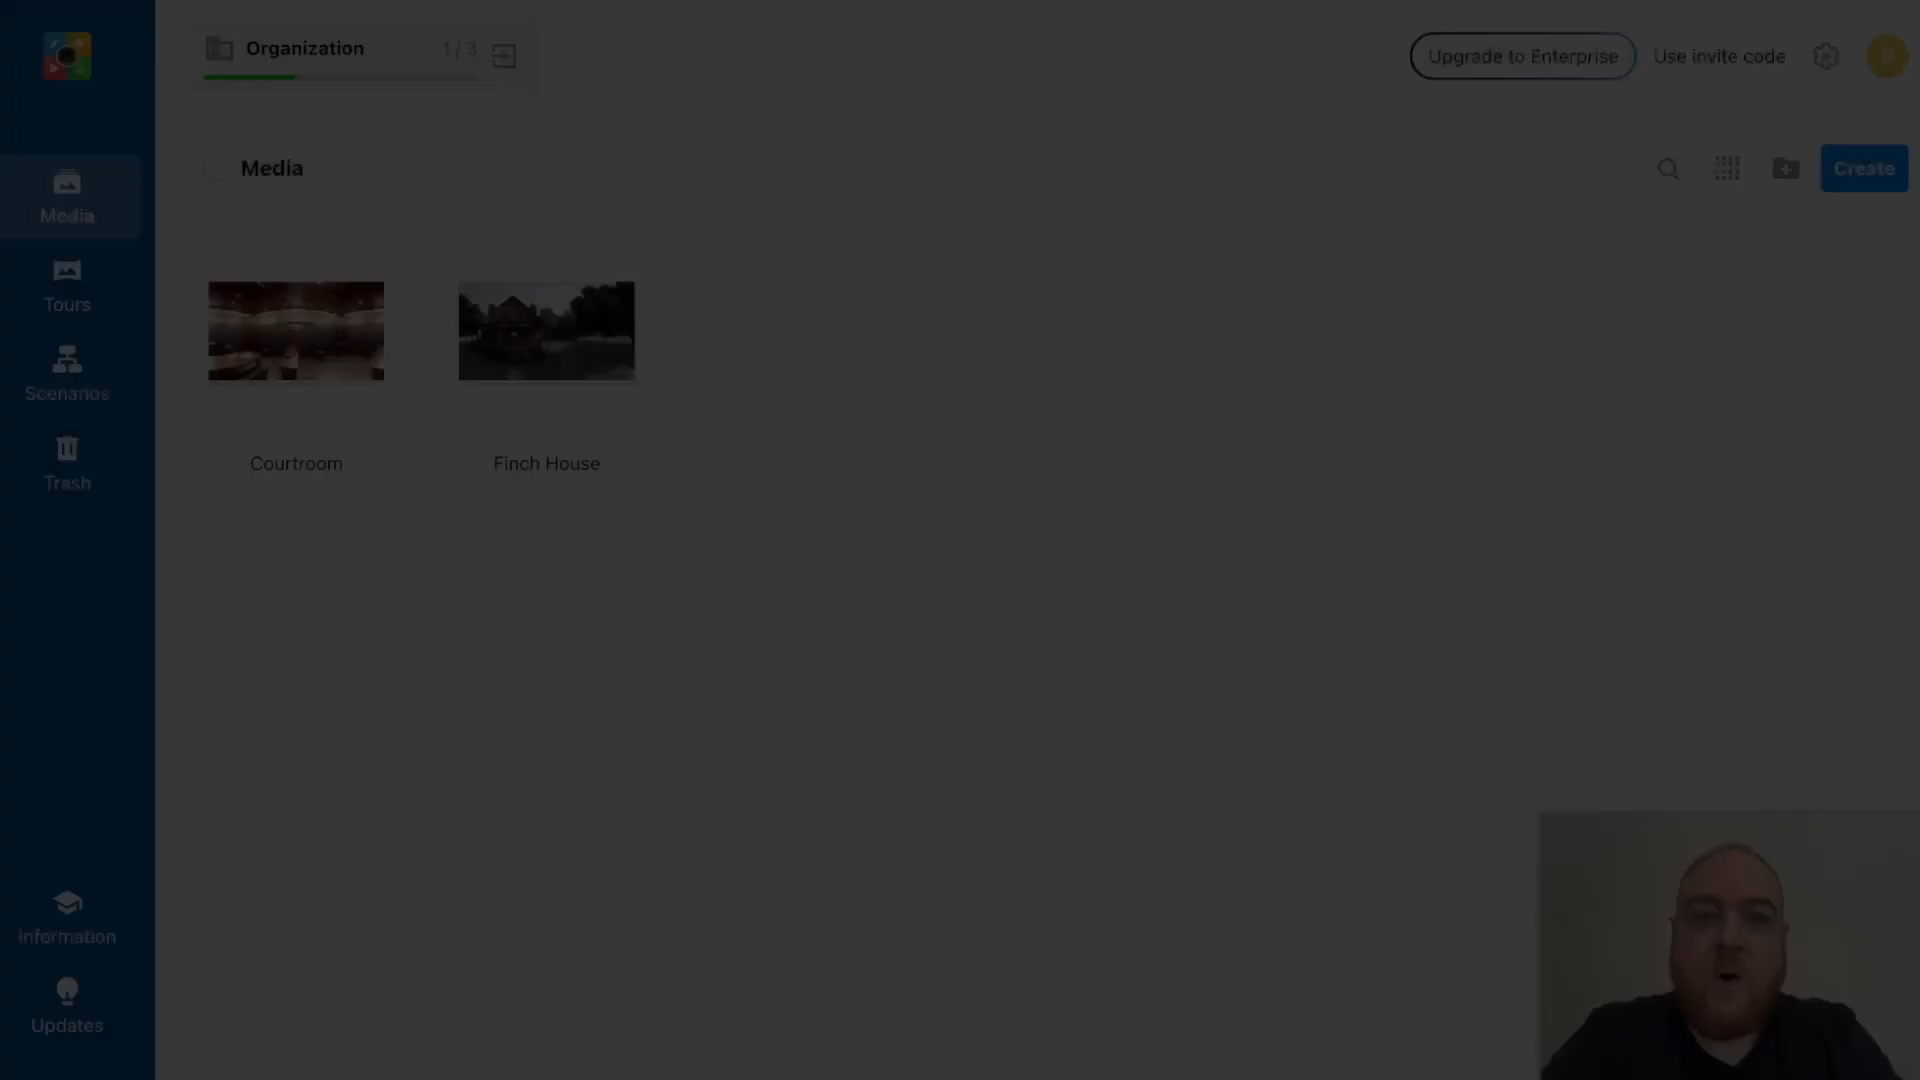 Organization
1 / 3
Upgrade to Enterprise
Use invite code
Media
Create
Media
Tours
Scenarios
Trash
Courtroom
Finch House
Information
Updates